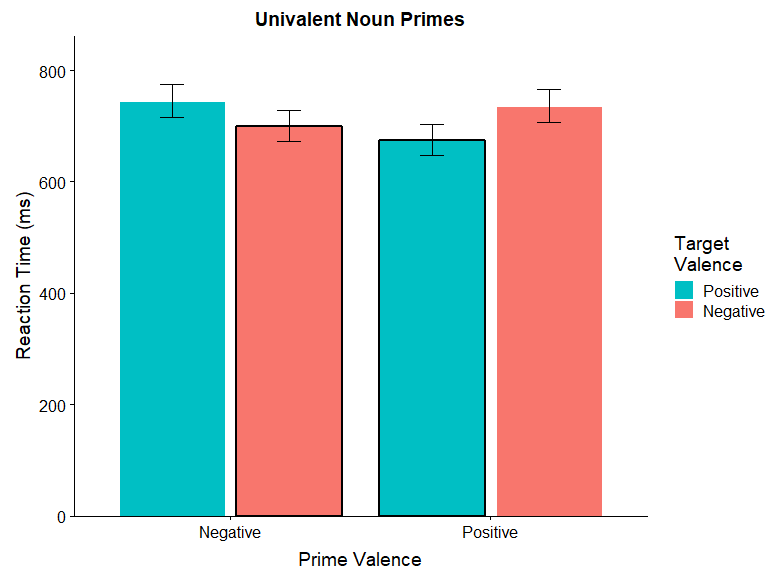 Univalent Noun Primes
800
600
400
200
0
Reaction Time (ms)
Negative
Positive
Prime Valence
Target
Valence
Positive
Negative